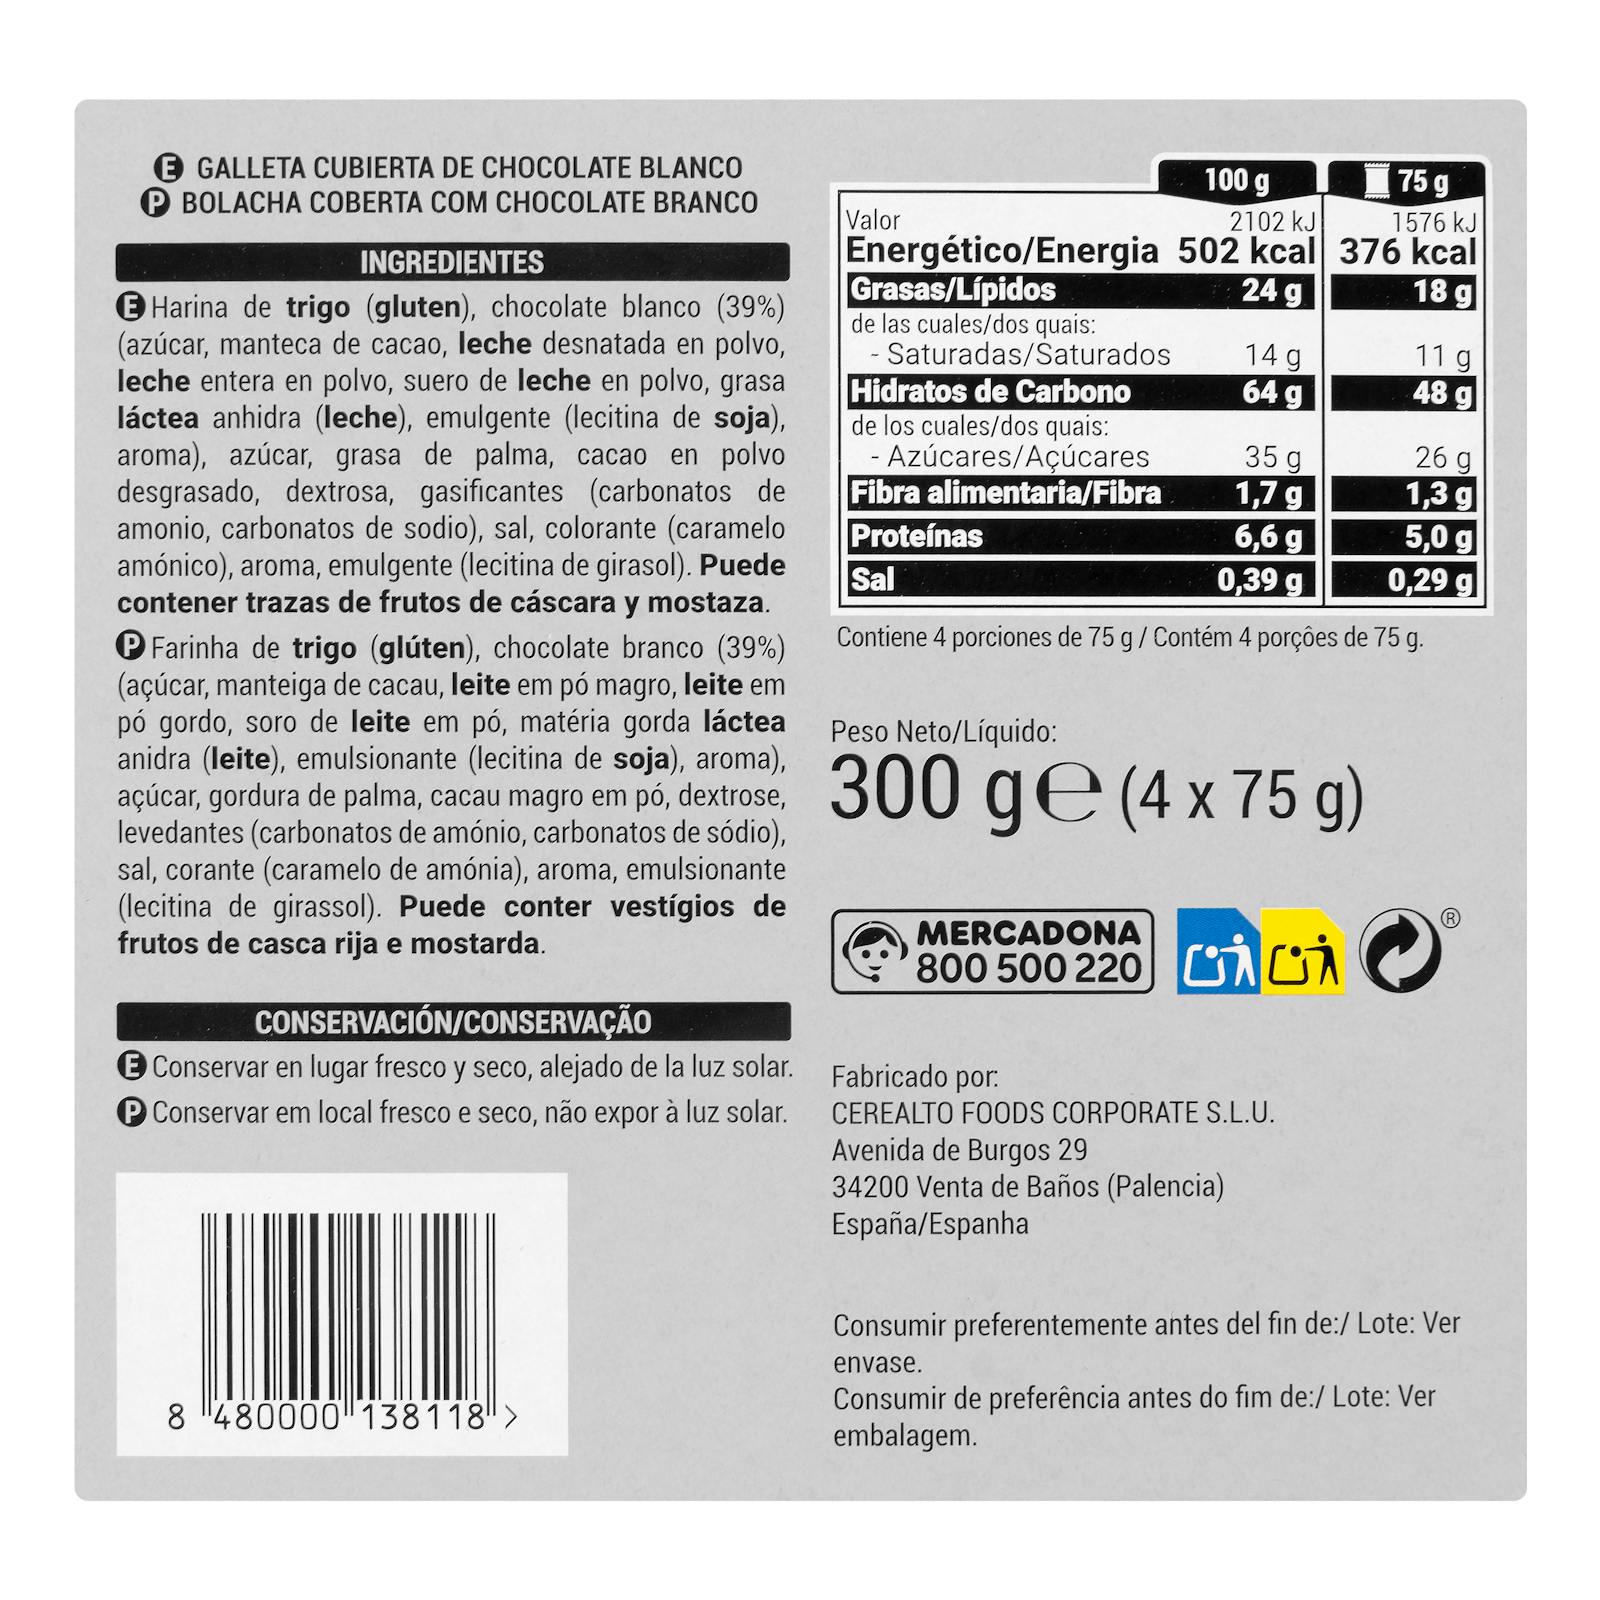 E GALLETA CUBIERTA DE CHOCOLATE BLANCO
P BOLACHA COBERTA COM CHOCOLATE BRANCO
INGREDIENTES
E Harina de trigo (gluten), chocolate blanco (39%)
(azúcar, manteca de cacao, leche desnatada en polvo,
leche entera en polvo, suero de leche en polvo, grasa
láctea anhidra (leche), emulgente (lecitina de soja),
aroma), azúcar, grasa de palma, cacao en polvo
desgrasado, dextrosa, gasificantes (carbonatos de
amonio, carbonatos de sodio), sal, colorante (caramelo
amónico), aroma, emulgente (lecitina de girasol). Puede
contener trazas de frutos de cáscara y mostaza.
P Farinha de trigo (glúten), chocolate branco (39%)
(açúcar, manteiga de cacau, leite em pó magro, leite em
pó gordo, soro de leite em pó, matéria gorda láctea
anidra (leite), emulsionante (lecitina de soja), aroma),
açúcar, gordura de palma, cacau magro em pó, dextrose,
levedantes (carbonatos de amónio, carbonatos de sódio),
sal, corante (caramelo de amónia), aroma, emulsionante
(lecitina de girassol). Puede conter vestígios de
frutos de casca rija e mostarda.
CONSERVACIÓN/CONSERVAÇÃO
E Conservar en lugar fresco y seco, alejado de la luz solar.
P Conservar em local fresco e seco, não expor à luz solar.
8 480000 138118 >
100 g 75 g
Valor 2102 kJ 1576 kJ
Energético/Energia 502 kcal 376 kcal
Grasas/Lípidos 24 g 18 g
de las cuales/dos quais:
- Saturadas/Saturados 14 g 11 g
Hidratos de Carbono 64 g 48 g
de los cuales/dos quais:
- Azúcares/Açúcares 35 g 26 g
Fibra alimentaria/Fibra 1,7 g 1,3 g
Proteínas 6,6 g 5,0 g
Sal 0,39 g 0,29 g
Contiene 4 porciones de 75 g / Contém 4 porções de 75 g.
Peso Neto/Líquido:
300 g ℮ (4 x 75 g)
MERCADONA
800 500 220
®
Fabricado por:
CEREALTO FOODS CORPORATE S.L.U.
Avenida de Burgos 29
34200 Venta de Baños (Palencia)
España/Espanha
Consumir preferentemente antes del fin de:/ Lote: Ver
envase.
Consumir de preferência antes do fim de:/ Lote: Ver
embalagem.